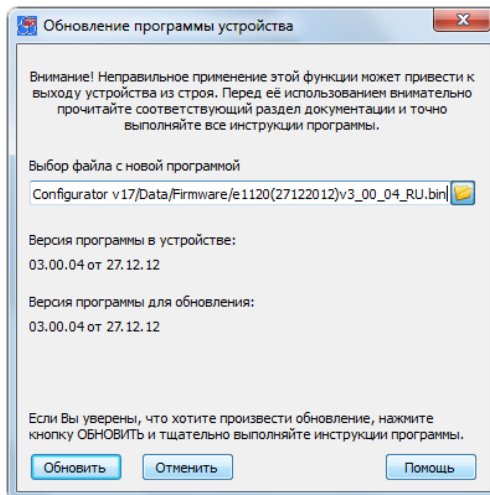 Обновление программы устройства
Внимание! Неправильное применение этой функции может привести к
выходу устройства из строя. Перед её использованием внимательно
прочитайте соответствующий раздел документации и точно
выполняйте все инструкции программы.
Выбор файла с новой программой
Configurator v17/Data/Firmware/e1120(27122012)v3_00_04_RU.bin
Версия программы в устройстве:
03.00.04 от 27.12.12
Версия программы для обновления:
03.00.04 от 27.12.12
Если Вы уверены, что хотите произвести обновление, нажмите
кнопку ОБНОВИТЬ и тщательно выполняйте инструкции программы.
Обновить Отменить Помощь